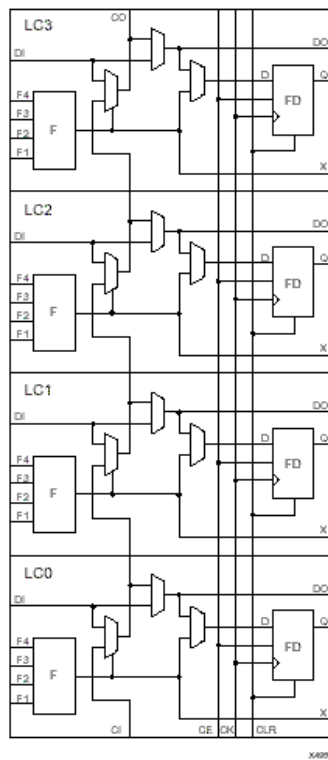 CO
LC3
DI
DO
F4
F3
F2
F1
F
D
FD
Q
X
LC2
DI
DO
F4
F3
F2
F1
F
D
FD
Q
X
LC1
DI
DO
F4
F3
F2
F1
F
D
FD
Q
X
LC0
DI
DO
F4
F3
F2
F1
F
D
FD
Q
X
CI CE CK CLR